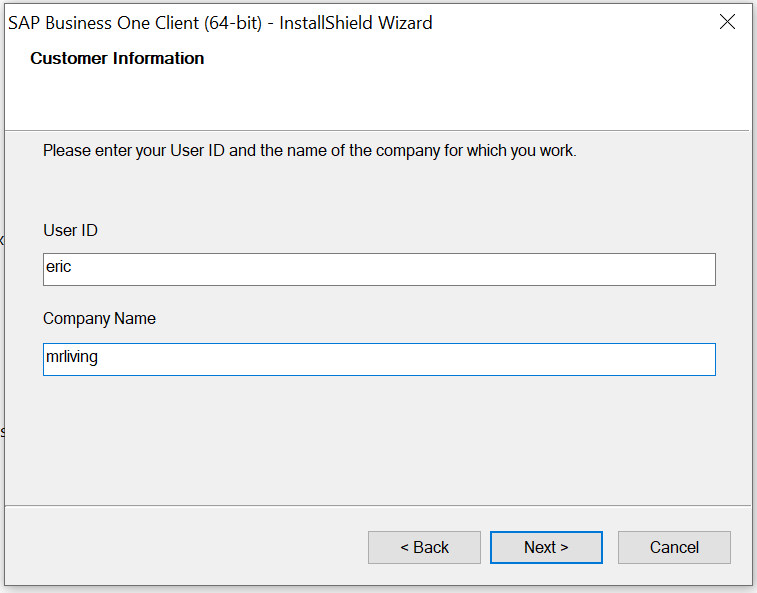 SAP Business One Client (64-bit) - InstallShield Wizard
Customer Information
Please enter your User ID and the name of the company for which you work.
User ID
eric
Company Name
mrliving
< Back
Next >
Cancel